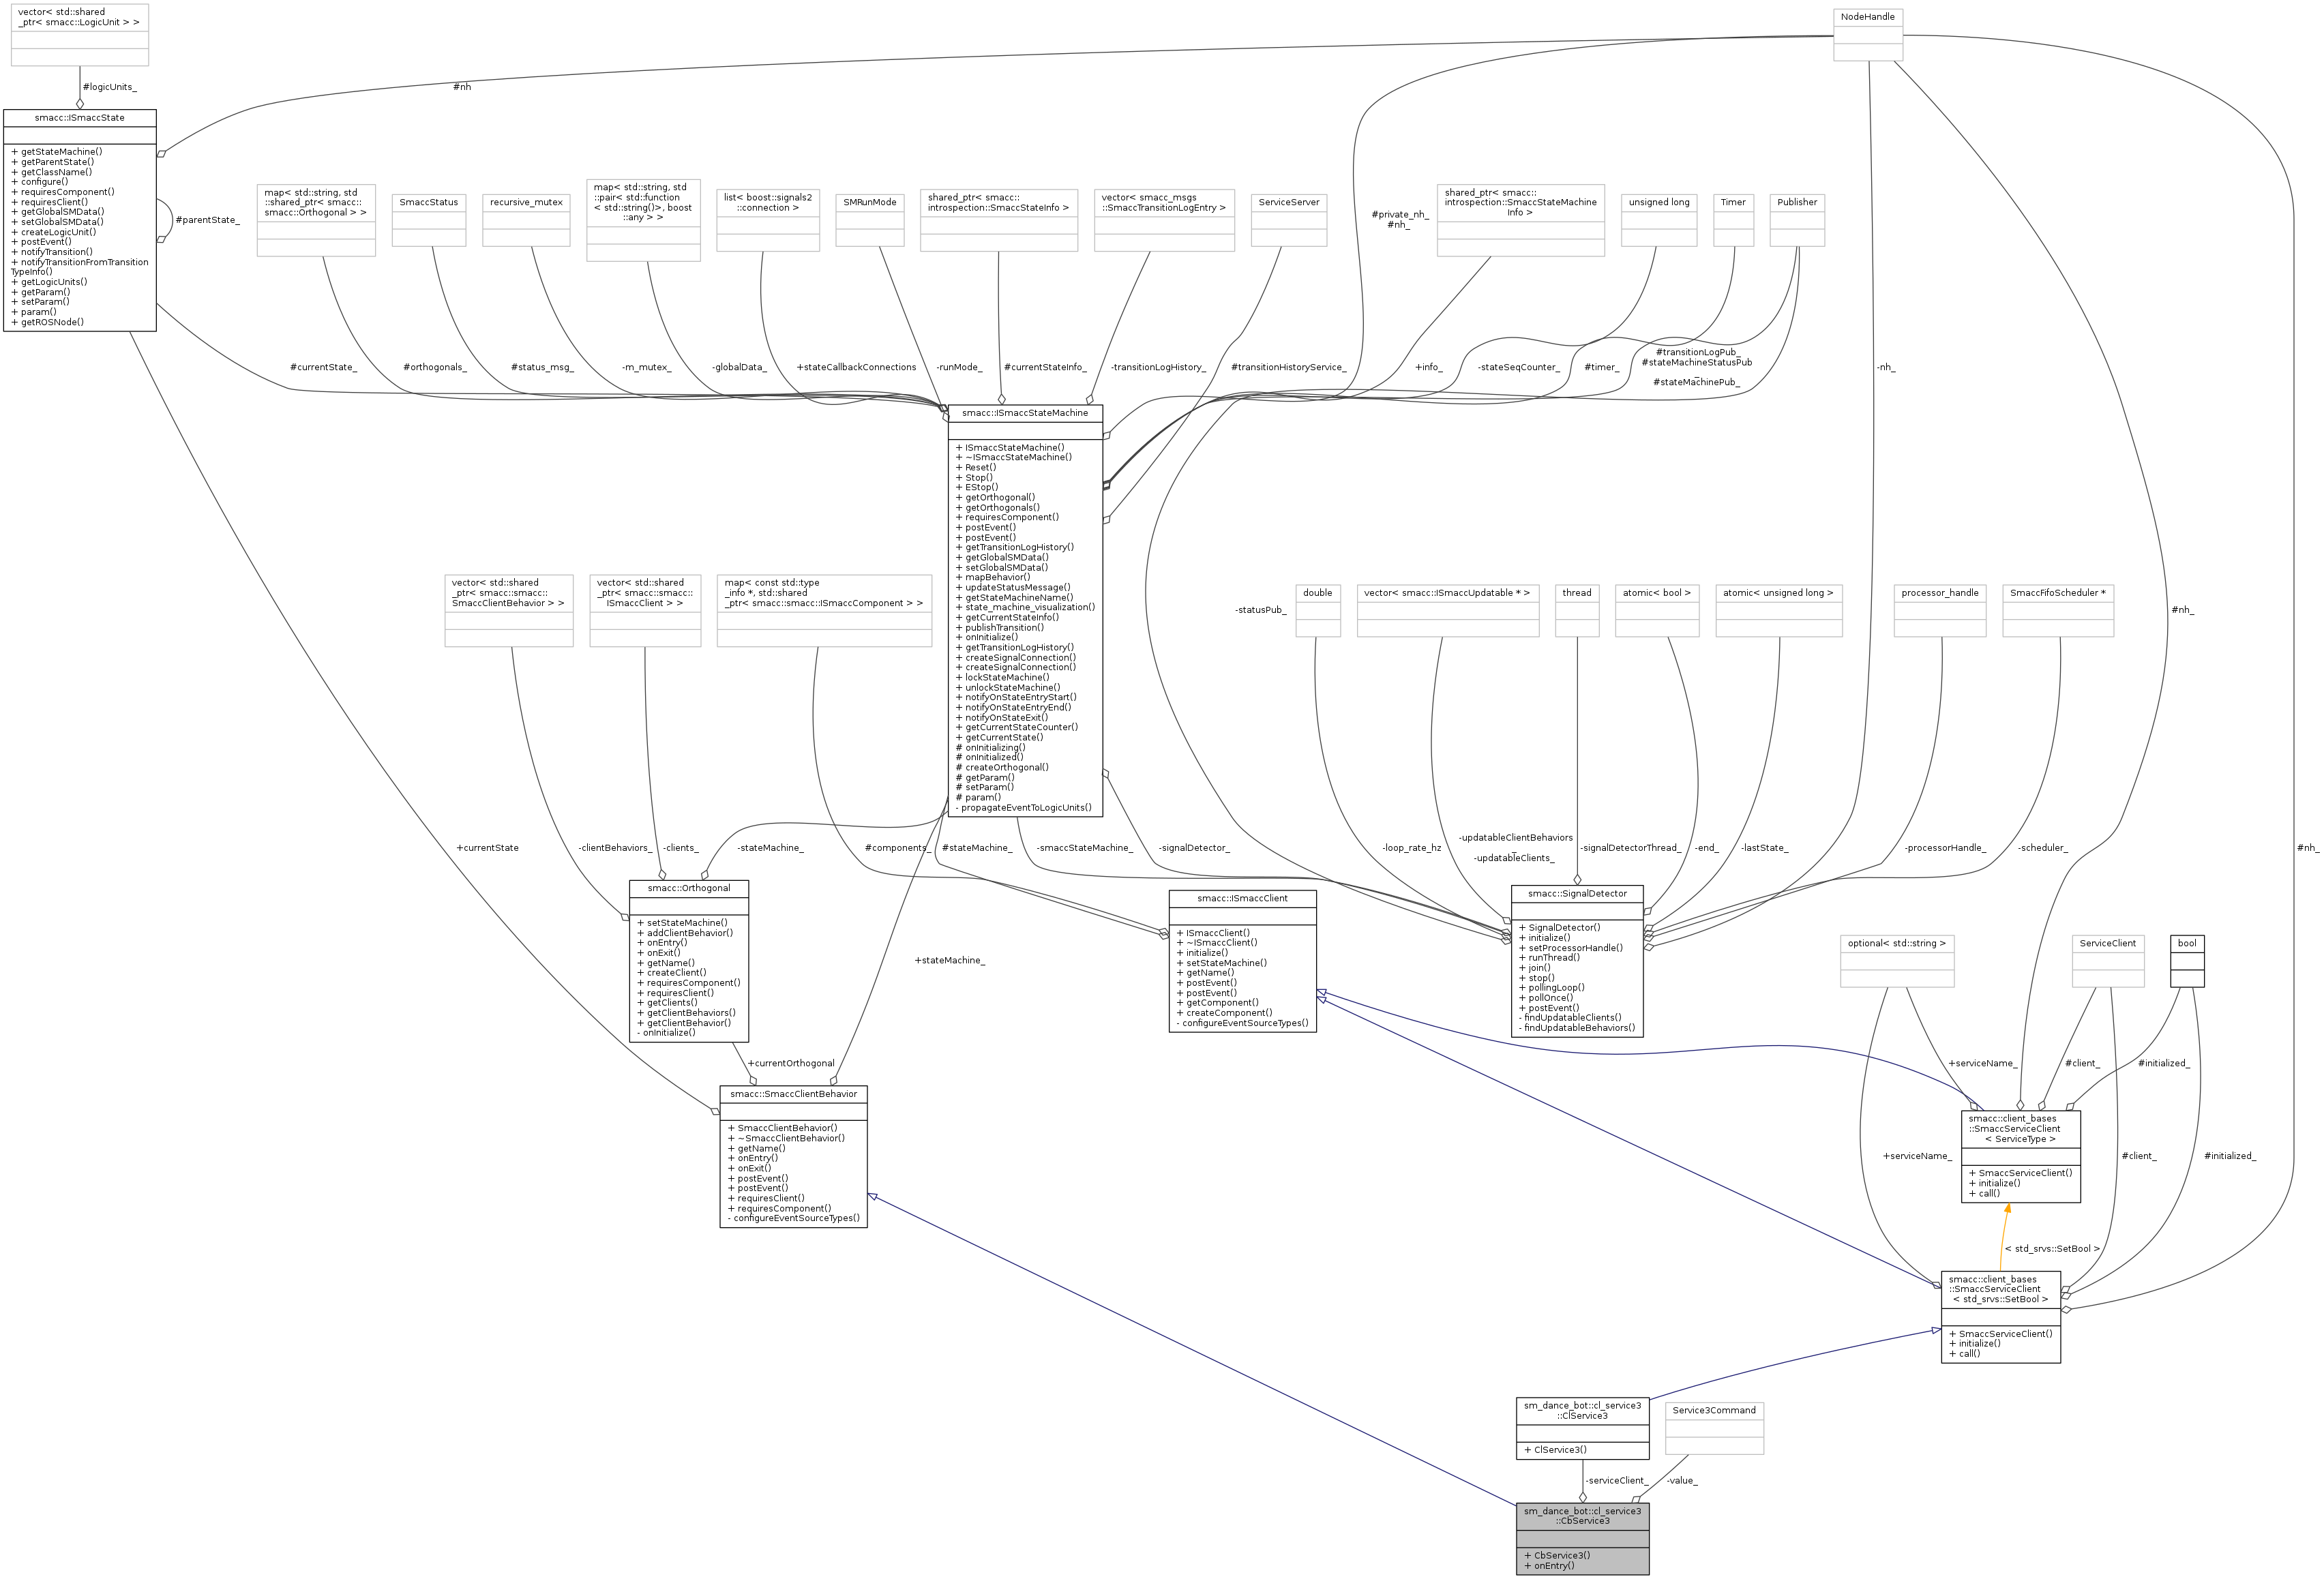 vector< std::shared
_ptr< smacc::LogicUnit > >
NodeHandle
#logicUnits_
#nh
smacc::ISmaccState
+ getStateMachine()
+ getParentState()
+ getClassName()
+ configure()
+ requiresComponent()
+ requiresClient()
+ getGlobalSMData()
+ setGlobalSMData()
+ createLogicUnit()
+ postEvent()
+ notifyTransition()
+ notifyTransitionFromTransition
TypeInfo()
+ getLogicUnits()
+ getParam()
+ setParam()
+ param()
+ getROSNode()
#parentState_
map< std::string, std
::shared_ptr< smacc::
smacc::Orthogonal > >
SmaccStatus
recursive_mutex
map< std::string, std
::pair< std::function
< std::string()>, boost
::any > >
list< boost::signals2
::connection >
SMRunMode
shared_ptr< smacc::
introspection::SmaccStateInfo >
vector< smacc_msgs
::SmaccTransitionLogEntry >
ServiceServer
#private_nh_
#nh_
shared_ptr< smacc::
introspection::SmaccStateMachine
Info >
unsigned long
Timer
Publisher
#currentState_
#orthogonals_
#status_msg_
-m_mutex_
-globalData_
+stateCallbackConnections
-runMode_
#currentStateInfo_
-transitionLogHistory_
#transitionHistoryService_
+info_
-stateSeqCounter_
#timer_
#transitionLogPub_
#stateMachineStatusPub
_
#stateMachinePub_
-nh_
smacc::ISmaccStateMachine
+ ISmaccStateMachine()
+ ~ISmaccStateMachine()
+ Reset()
+ Stop()
+ EStop()
+ getOrthogonal()
+ getOrthogonals()
+ requiresComponent()
+ postEvent()
+ postEvent()
+ getTransitionLogHistory()
+ getGlobalSMData()
+ setGlobalSMData()
+ mapBehavior()
+ updateStatusMessage()
+ getStateMachineName()
+ state_machine_visualization()
+ getCurrentStateInfo()
+ publishTransition()
+ onInitialize()
+ getTransitionLogHistory()
+ createSignalConnection()
+ createSignalConnection()
+ lockStateMachine()
+ unlockStateMachine()
+ notifyOnStateEntryStart()
+ notifyOnStateEntryEnd()
+ notifyOnStateExit()
+ getCurrentStateCounter()
+ getCurrentState()
# onInitializing()
# onInitialized()
# createOrthogonal()
# getParam()
# setParam()
# param()
- propagateEventToLogicUnits()
vector< std::shared
_ptr< smacc::smacc::
SmaccClientBehavior > >
vector< std::shared
_ptr< smacc::smacc::
ISmaccClient > >
map< const std::type
_info *, std::shared
_ptr< smacc::smacc::ISmaccComponent > >
-statusPub_
double
vector< smacc::ISmaccUpdatable * >
thread
atomic< bool >
atomic< unsigned long >
processor_handle
SmaccFifoScheduler *
#nh_
+currentState
-clientBehaviors_
-clients_
-stateMachine_
#components_
#stateMachine_
-smaccStateMachine_
-signalDetector_
-loop_rate_hz
-updatableClientBehaviors
_
-updatableClients_
-signalDetectorThread_
-end_
-lastState_
-processorHandle_
-scheduler_
#nh_
smacc::Orthogonal
+ setStateMachine()
+ addClientBehavior()
+ onEntry()
+ onExit()
+ getName()
+ createClient()
+ requiresComponent()
+ requiresClient()
+ getClients()
+ getClientBehaviors()
+ getClientBehavior()
- onInitialize()
+stateMachine_
smacc::ISmaccClient
+ ISmaccClient()
+ ~ISmaccClient()
+ initialize()
+ setStateMachine()
+ getName()
+ postEvent()
+ postEvent()
+ getComponent()
+ createComponent()
- configureEventSourceTypes()
smacc::SignalDetector
+ SignalDetector()
+ initialize()
+ setProcessorHandle()
+ runThread()
+ join()
+ stop()
+ pollingLoop()
+ pollOnce()
+ postEvent()
- findUpdatableClients()
- findUpdatableBehaviors()
optional< std::string >
ServiceClient
bool
+currentOrthogonal
+serviceName_
#client_
#initialized_
smacc::SmaccClientBehavior
+ SmaccClientBehavior()
+ ~SmaccClientBehavior()
+ getName()
+ onEntry()
+ onExit()
+ postEvent()
+ postEvent()
+ requiresClient()
+ requiresComponent()
- configureEventSourceTypes()
smacc::client_bases
::SmaccServiceClient
< ServiceType >
+ SmaccServiceClient()
+ initialize()
+ call()
+serviceName_
#client_
#initialized_
< std_srvs::SetBool >
smacc::client_bases
::SmaccServiceClient
< std_srvs::SetBool >
+ SmaccServiceClient()
+ initialize()
+ call()
sm_dance_bot::cl_service3
::ClService3
+ ClService3()
Service3Command
-serviceClient_
-value_
sm_dance_bot::cl_service3
::CbService3
+ CbService3()
+ onEntry()